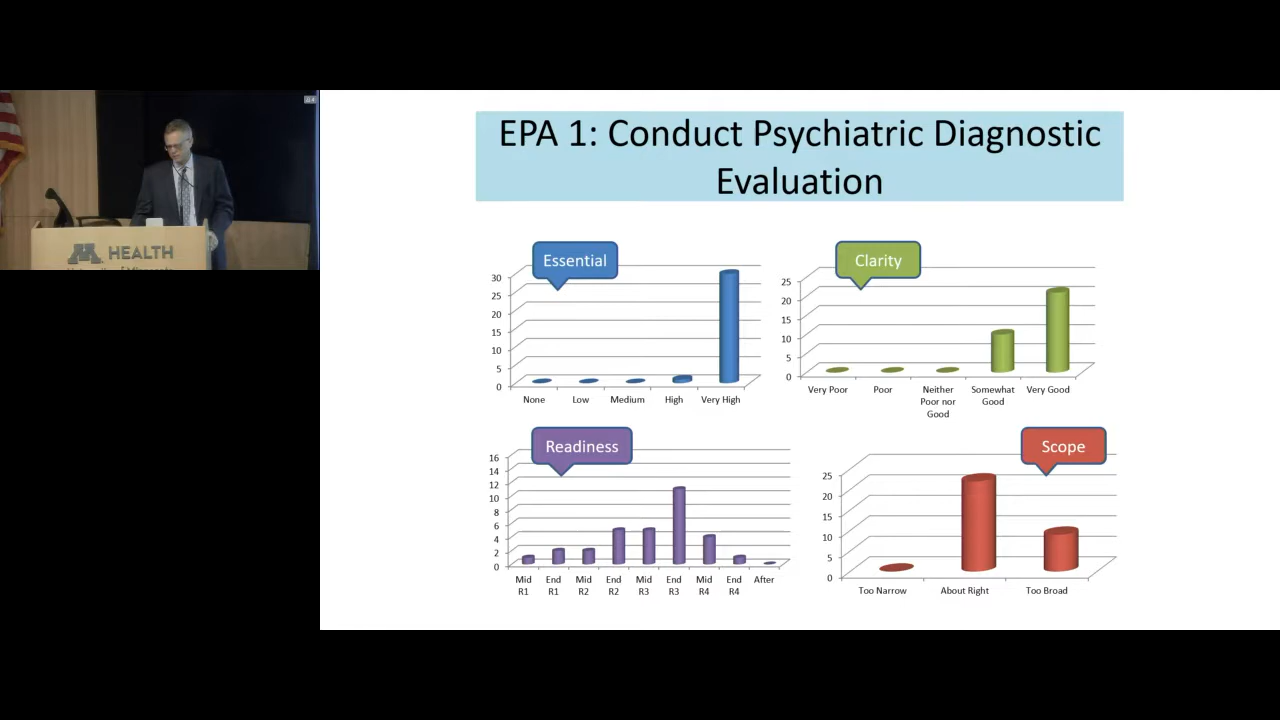 EPA 1: Conduct Psychiatric Diagnostic
Evaluation
HEALTH
Essential
30
25
20
15
10
5
0
None Low Medium High Very High
Clarity
25
20
15
10
5
0
Very Poor Poor Neither Poor nor Good Somewhat Good Very Good
Readiness
16
14
12
10
8
6
4
2
0
Mid R1 End R1 Mid R2 End R2 Mid R3 End R3 Mid R4 End R4 After
Scope
25
20
15
10
5
0
Too Narrow About Right Too Broad